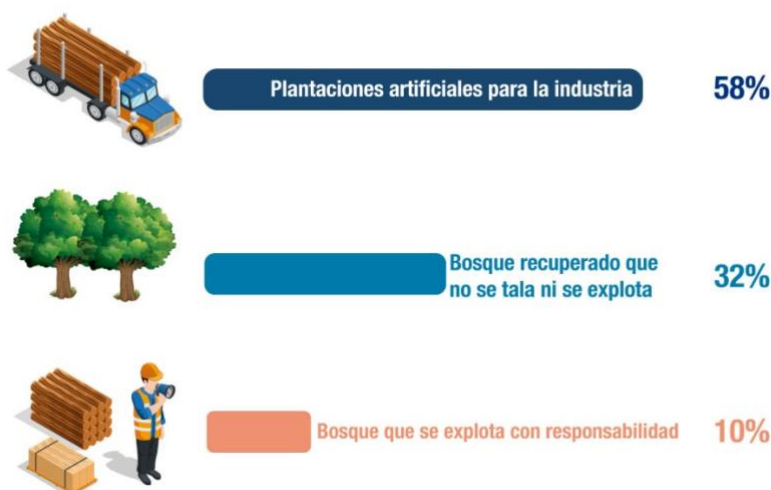 Plantaciones artificiales para la industria
58%
Bosque recuperado que
no se tala ni se explota
32%
Bosque que se explota con responsabilidad
10%